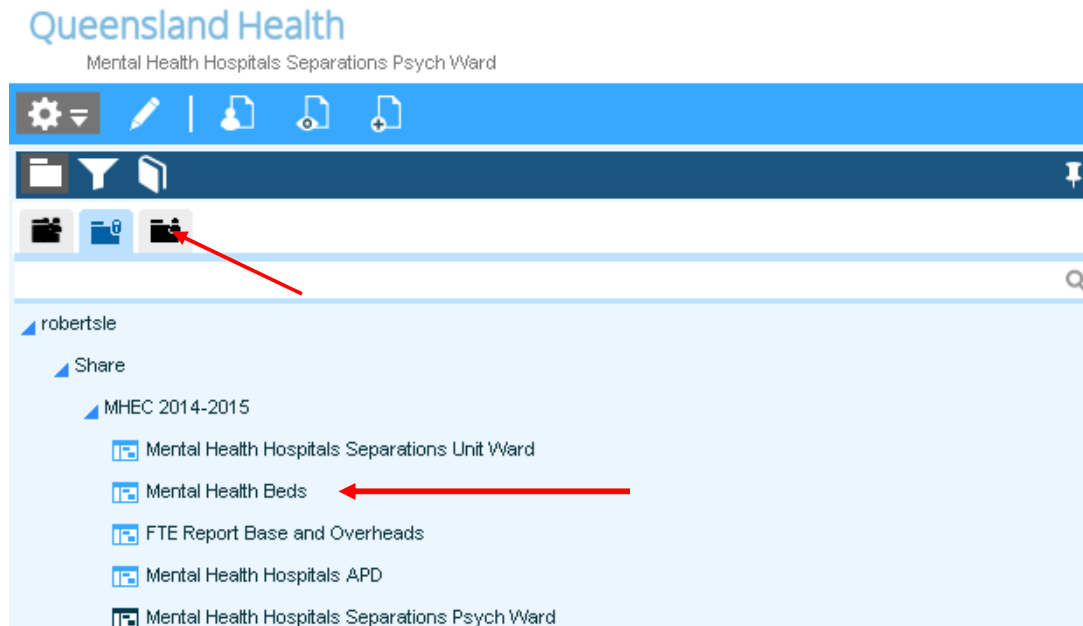 Queensland Health
Mental Health Hospitals Separations Psych Ward
robertsle
Share
MHEC 2014-2015
Mental Health Hospitals Separations Unit Ward
Mental Health Beds
FTE Report Base and Overheads
Mental Health Hospitals APD
Mental Health Hospitals Separations Psych Ward